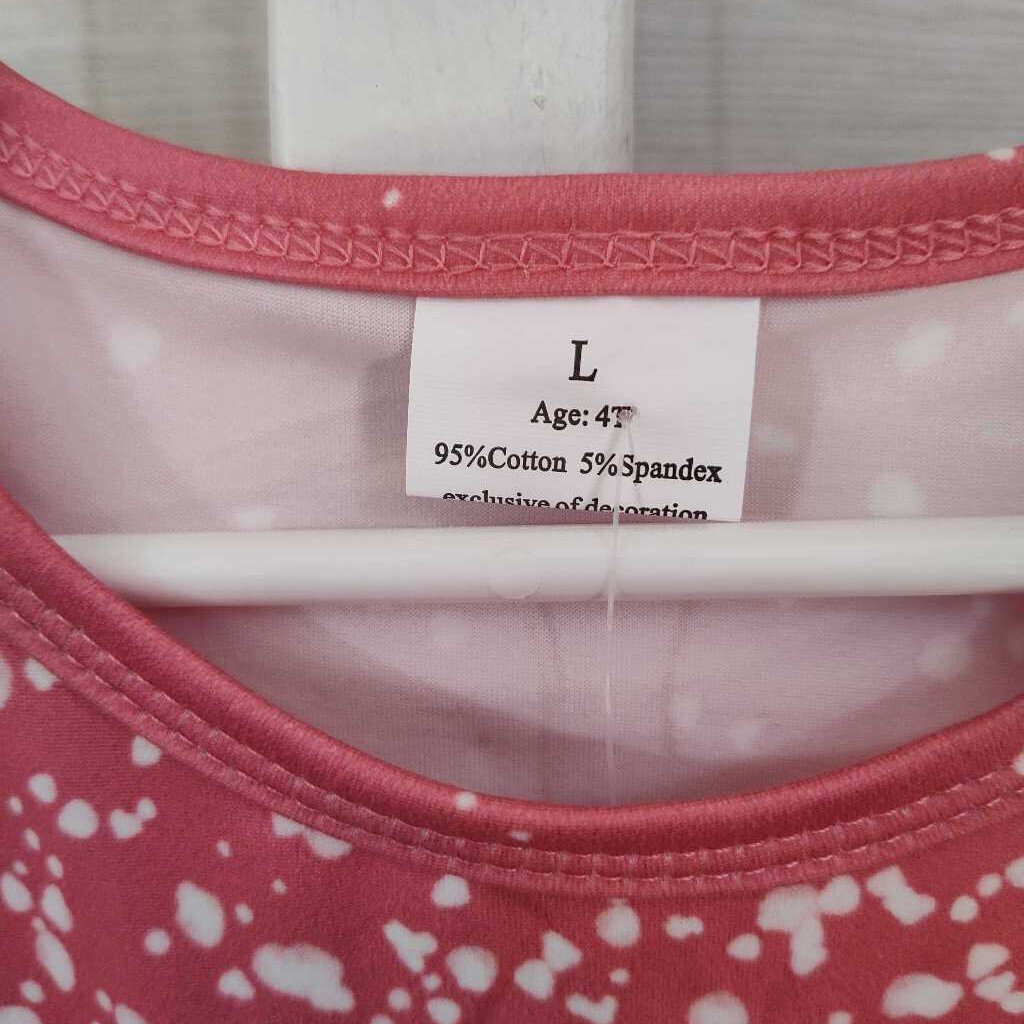 L
Age: 4T
95%Cotton 5%Spandex
exclusive of decoration